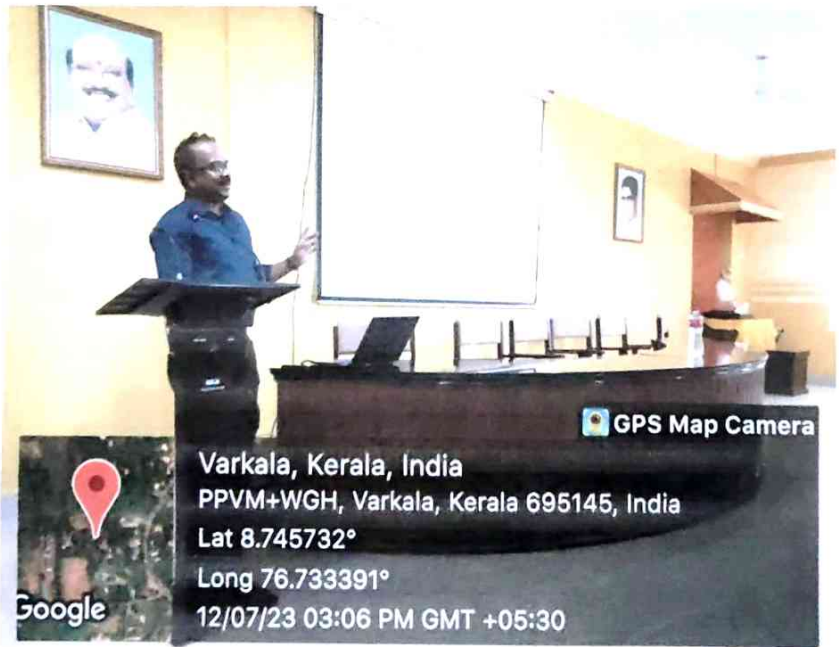 GPS Map Camera
Varkala, Kerala, India
PPVM+WGH, Varkala, Kerala 695145, India
Lat 8.745732°
Long 76.733391°
12/07/23 03:06 PM GMT +05:30
Google